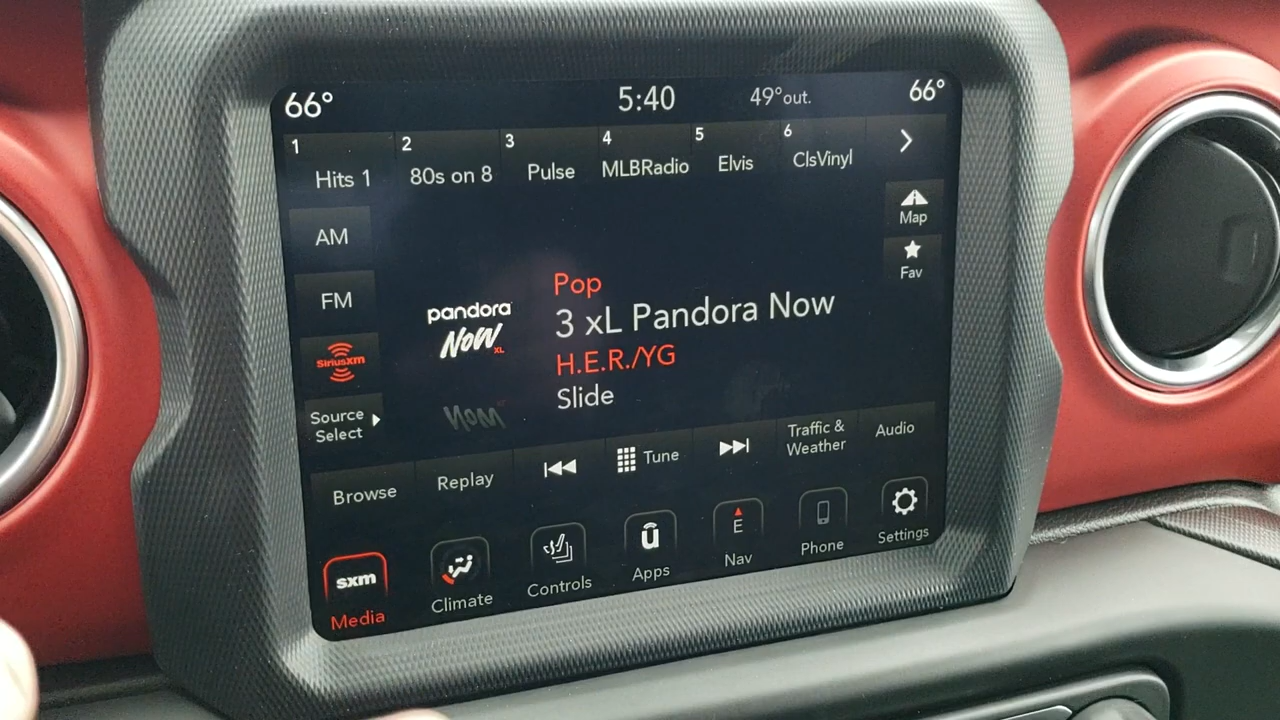 66° 5:40 49°out. 66°
1 2 3 4 5 6
Hits 1 80s on 8 Pulse MLBRadio Elvis ClsVinyl
AM
FM
SiriusXM
Source
Select
Map
Fav
pandora
NOW
XL
Pop
3 xL Pandora Now
H.E.R./YG
Slide
Browse Replay Tune Traffic & Audio
Weather
sxm E
Media Climate Controls Apps Nav Phone Settings